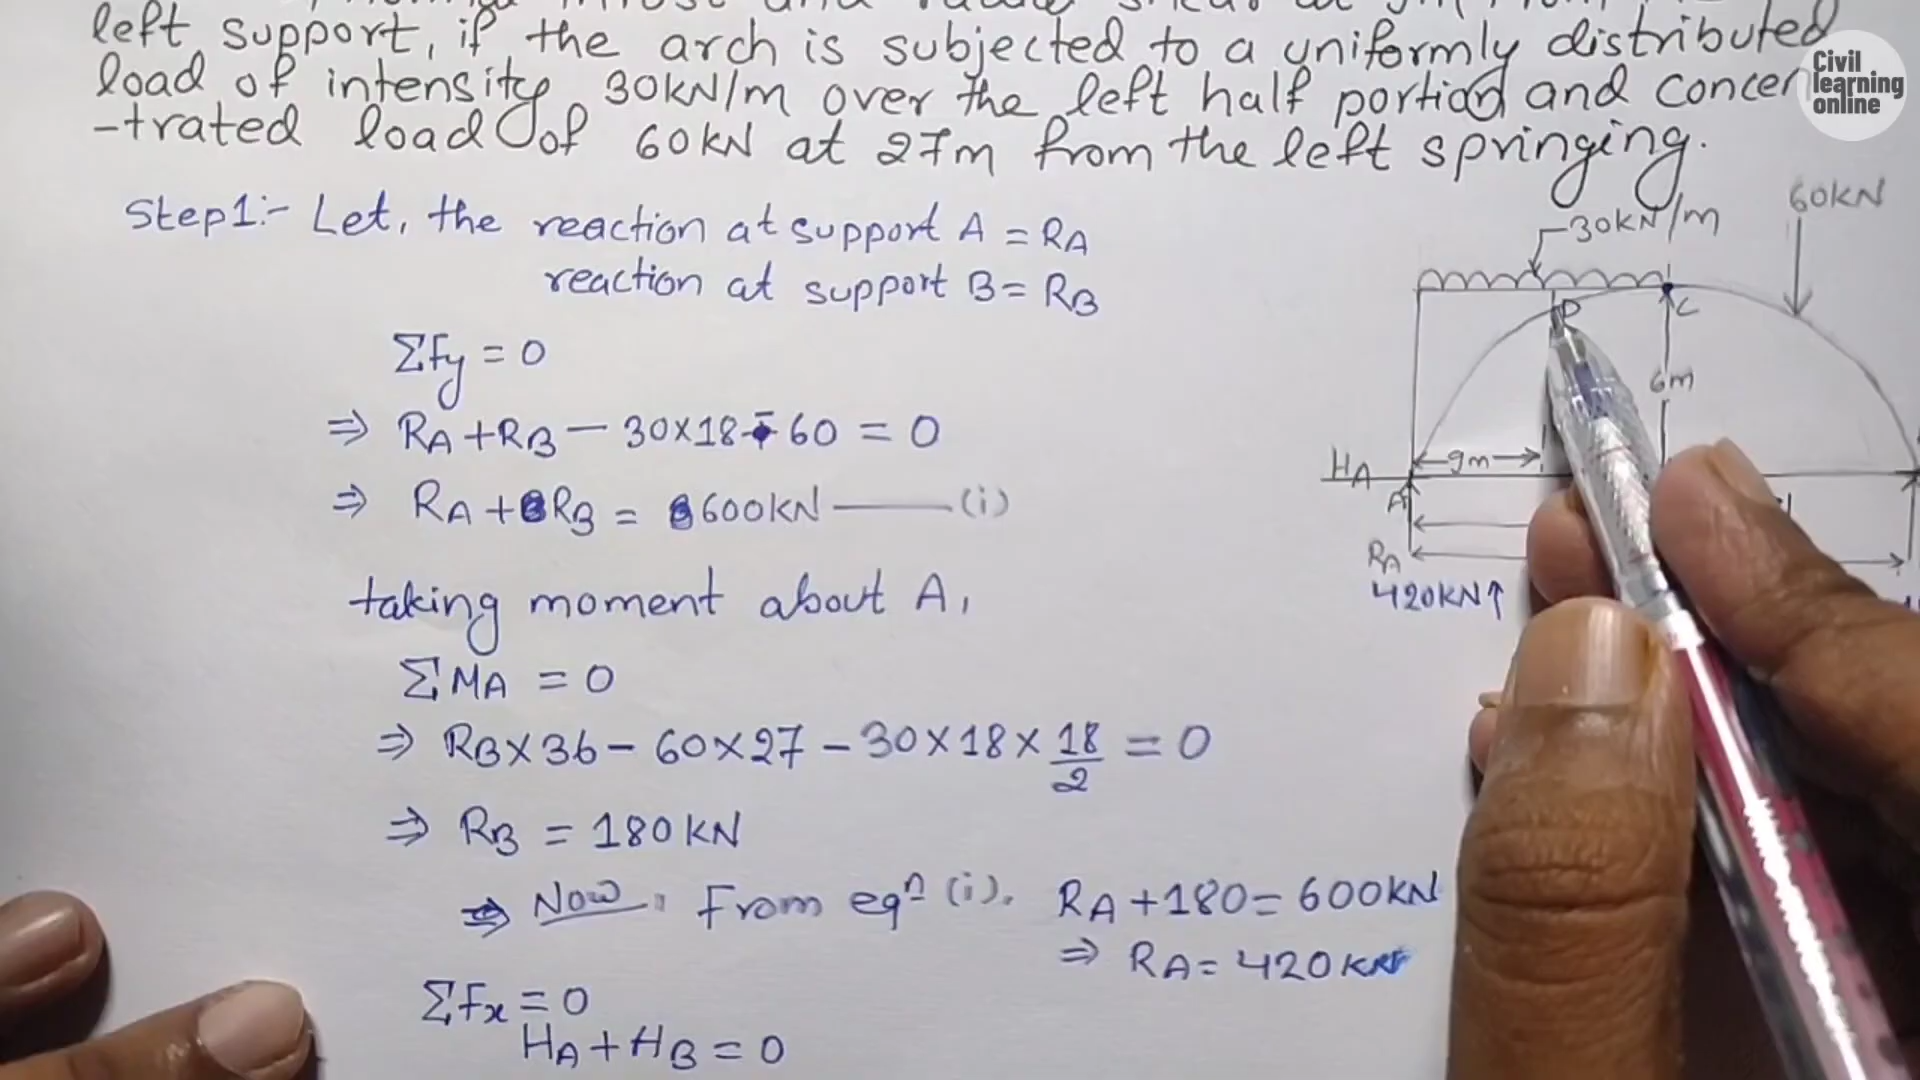 left support, if the arch is subjected to a uniformly distributed
load of intensity 30kN/m over the left half portion and concen
-trated load of 60kN at 27m from the left springing.
Civil
learning
online
Step1:- Let, the reaction at support A = RA
reaction at support B = RB
ΣFy = 0
⇒ RA + RB - 30×18 - 60 = 0
⇒ RA + RB = 600kN ——— (i)
taking moment about A,
ΣMA = 0
⇒ RB × 36 - 60×27 - 30×18×18/2 = 0
⇒ RB = 180kN
⇒ Now, From eqⁿ (i). RA + 180 = 600kN
⇒ RA = 420kN
ΣFx = 0
HA + HB = 0
60kN
30kN/m
D
C
6m
9m
HA
A
RA
420kN↑